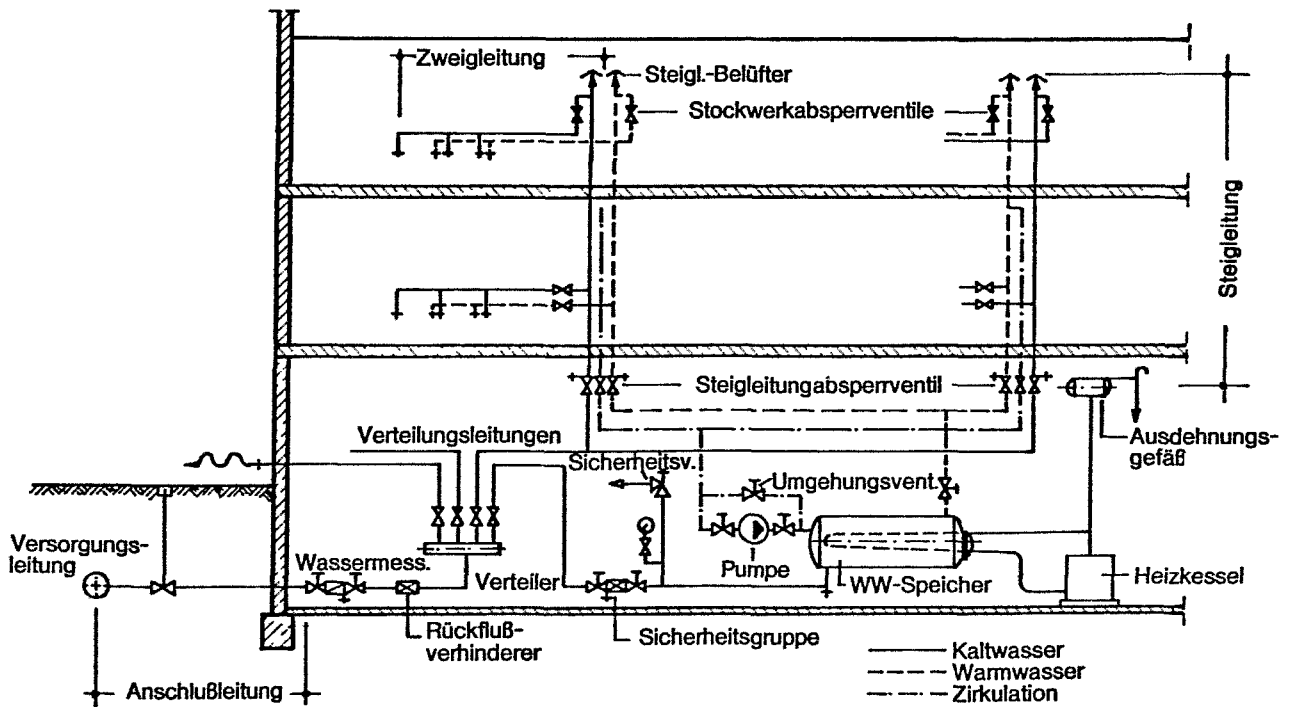 Zweigleitung
Steigl.-Belüfter
Stockwerkabsperrventile
Steigleitung
Steigleitungabsperrventil
Verteilungsleitungen
Sicherheitsv.
Umgehungsvent.
Ausdehnungs-
gefäß
Versorgungs-
leitung
Wassermess.
Verteiler
Pumpe
WW-Speicher
Heizkessel
Rückfluß-
verhinderer
Sicherheitsgruppe
Anschlußleitung
Kaltwasser
Warmwasser
Zirkulation